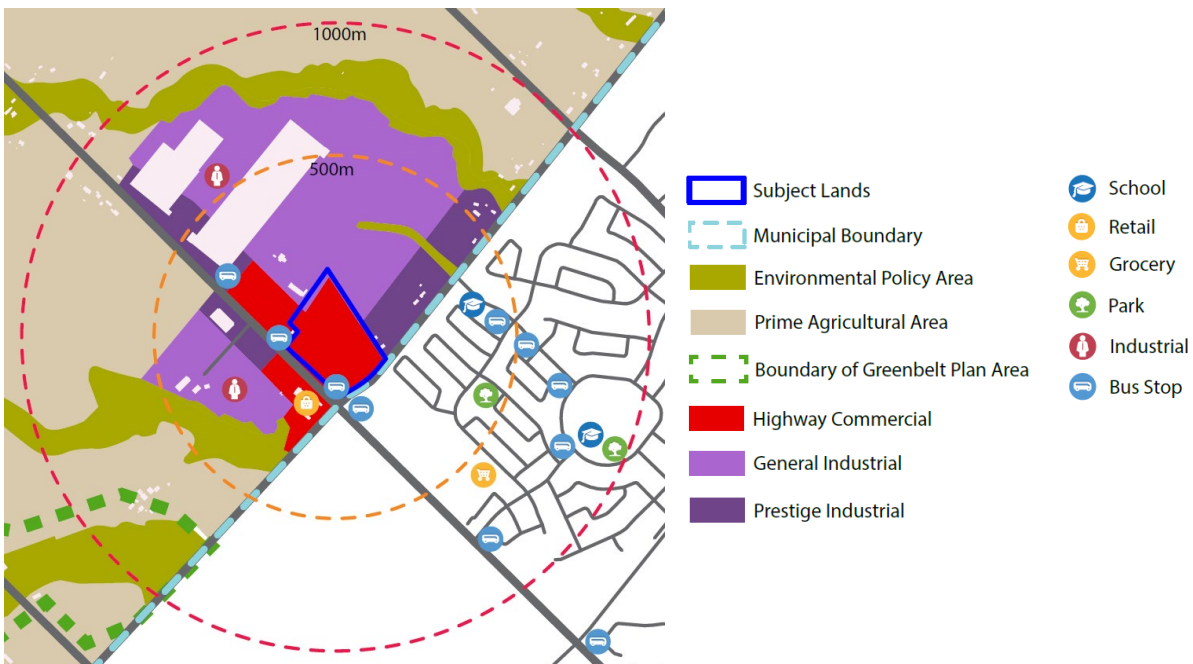 1000m
500m
Subject Lands
Municipal Boundary
Environmental Policy Area
Prime Agricultural Area
Boundary of Greenbelt Plan Area
Highway Commercial
General Industrial
Prestige Industrial
School
Retail
Grocery
Park
Industrial
Bus Stop